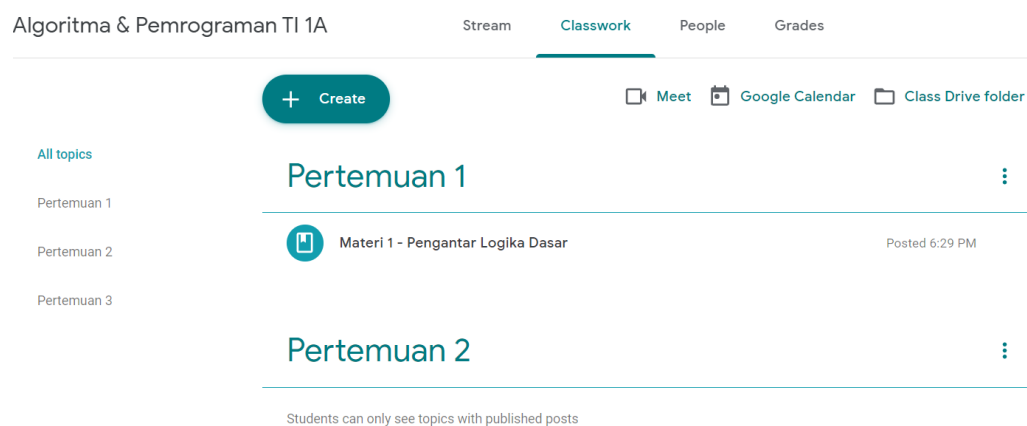 Algoritma & Pemrograman TI 1A
Stream
Classwork
People
Grades
Create
Meet
Google Calendar
Class Drive folder
All topics
Pertemuan 1
Pertemuan 2
Pertemuan 3
Pertemuan 1
Materi 1 - Pengantar Logika Dasar
Posted 6:29 PM
Pertemuan 2
Students can only see topics with published posts